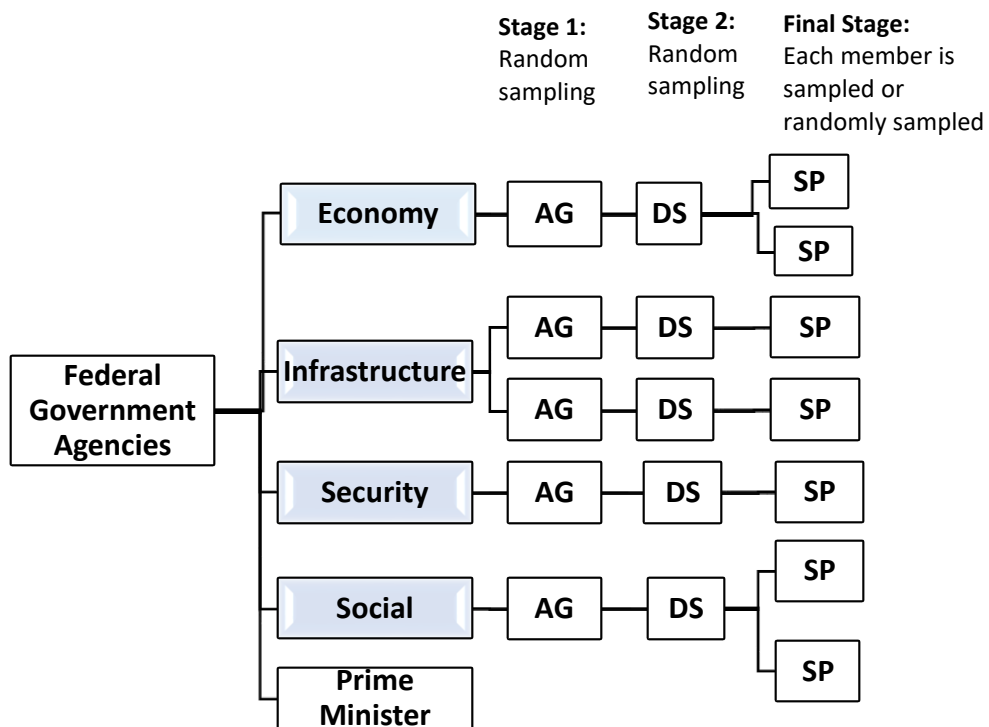 Stage 1:
Random
sampling
Stage 2:
Random
sampling
Final Stage:
Each member is
sampled or
randomly sampled
Federal
Government
Agencies
Economy
AG
DS
SP
SP
Infrastructure
AG
DS
SP
AG
DS
SP
Security
AG
DS
SP
Social
AG
DS
SP
SP
Prime
Minister